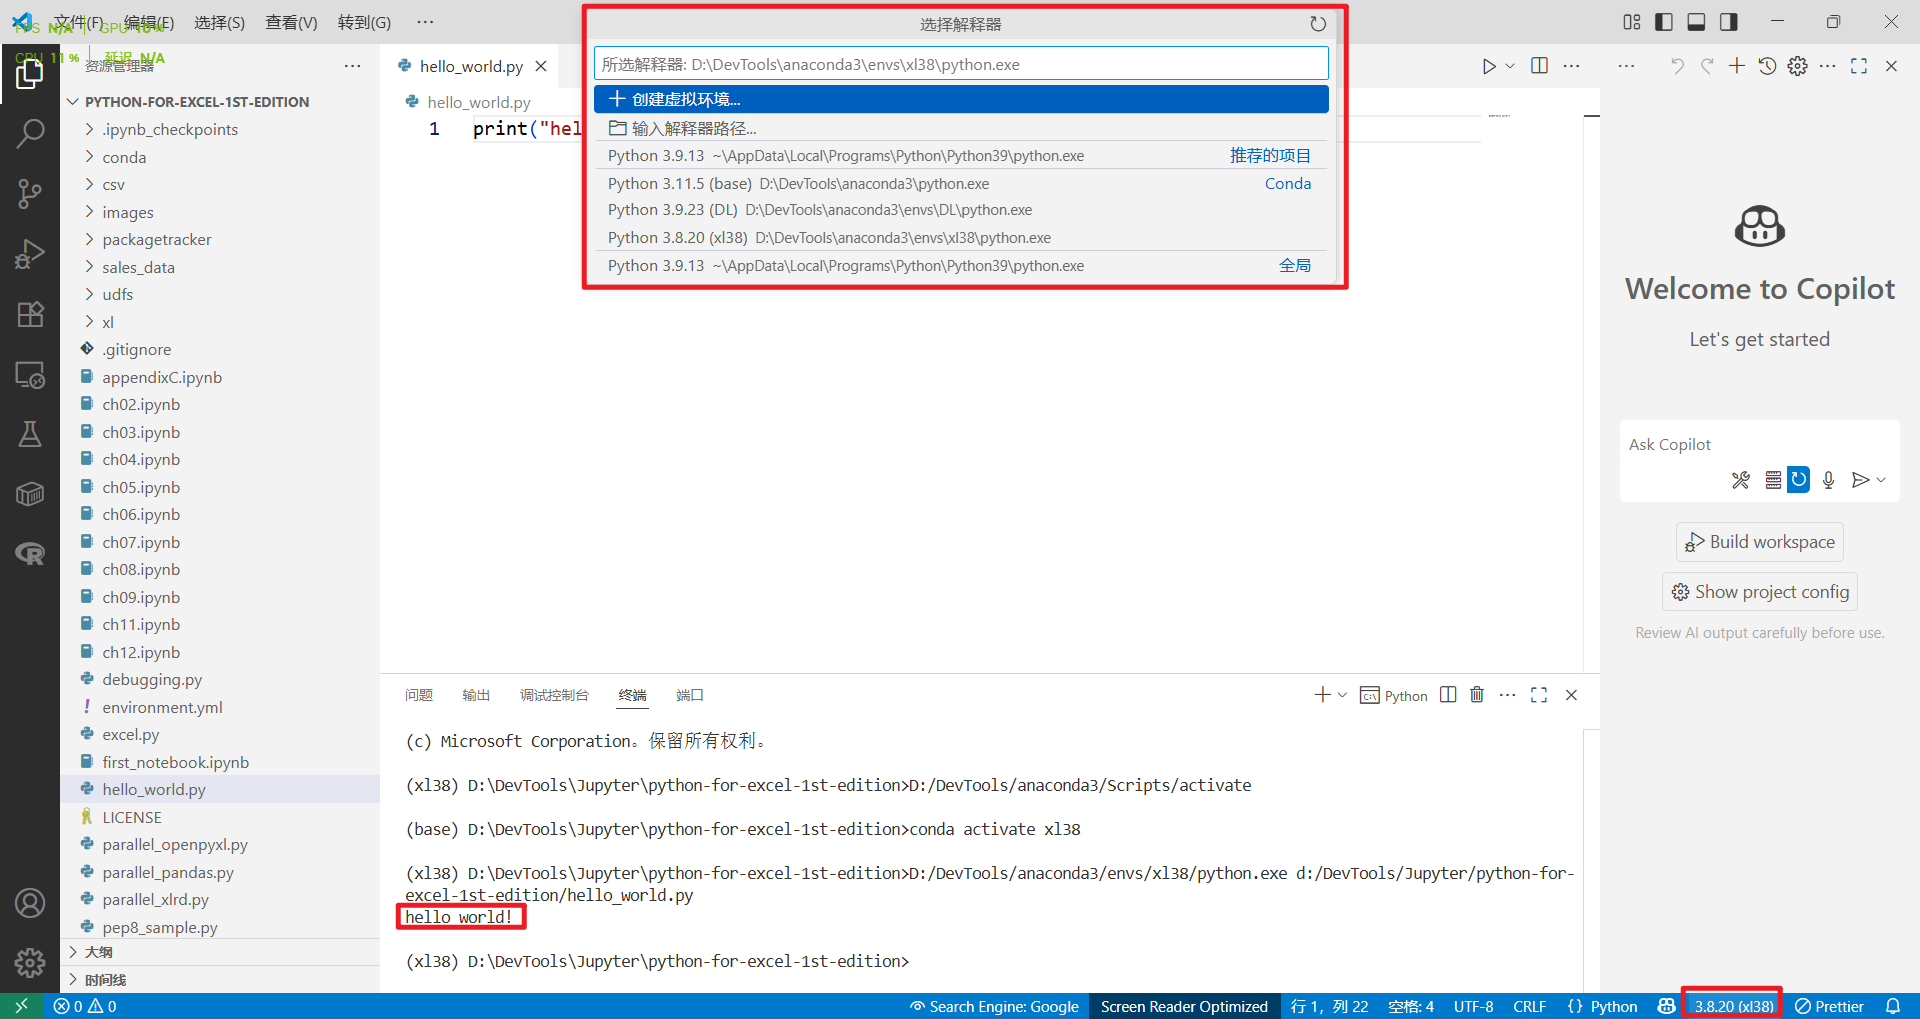 文件(F) 编辑(E) 选择(S) 查看(V) 转到(G) ···
FPS N/A GPU 10 %
CPU 11 % 延迟 N/A
选择解释器
所选解释器: D:\DevTools\anaconda3\envs\xl38\python.exe
创建虚拟环境...
输入解释器路径...
Python 3.9.13 ~\AppData\Local\Programs\Python\Python39\python.exe 推荐的项目
Python 3.11.5 (base) D:\DevTools\anaconda3\python.exe Conda
Python 3.9.23 (DL) D:\DevTools\anaconda3\envs\DL\python.exe
Python 3.8.20 (xl38) D:\DevTools\anaconda3\envs\xl38\python.exe
Python 3.9.13 ~\AppData\Local\Programs\Python\Python39\python.exe 全局
资源管理器
PYTHON-FOR-EXCEL-1ST-EDITION
.ipynb_checkpoints
conda
csv
images
packagetracker
sales_data
udfs
xl
.gitignore
appendixC.ipynb
ch02.ipynb
ch03.ipynb
ch04.ipynb
ch05.ipynb
ch06.ipynb
ch07.ipynb
ch08.ipynb
ch09.ipynb
ch11.ipynb
ch12.ipynb
debugging.py
environment.yml
excel.py
first_notebook.ipynb
hello_world.py
LICENSE
parallel_openpyxl.py
parallel_pandas.py
parallel_xlrd.py
pep8_sample.py
大纲
时间线
hello_world.py
hello_world.py
1 print("hel
问题 输出 调试控制台 终端 端口
Python
(c) Microsoft Corporation。保留所有权利。
(xl38) D:\DevTools\Jupyter\python-for-excel-1st-edition>D:/DevTools/anaconda3/Scripts/activate
(base) D:\DevTools\Jupyter\python-for-excel-1st-edition>conda activate xl38
(xl38) D:\DevTools\Jupyter\python-for-excel-1st-edition>D:/DevTools/anaconda3/envs/xl38/python.exe d:/DevTools/Jupyter/python-for-
excel-1st-edition/hello_world.py
hello world!
(xl38) D:\DevTools\Jupyter\python-for-excel-1st-edition>
Welcome to Copilot
Let's get started
Ask Copilot
Build workspace
Show project config
Review AI output carefully before use.
0 0 Search Engine: Google Screen Reader Optimized 行 1，列 22 空格: 4 UTF-8 CRLF {} Python 3.8.20 (xl38) Prettier